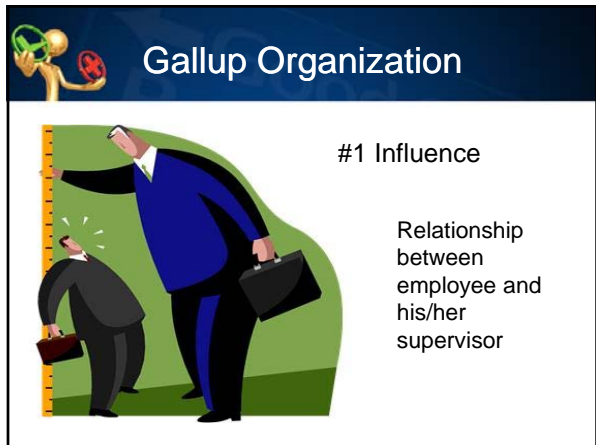 Gallup Organization
#1 Influence
Relationship
between
employee and
his/her
supervisor